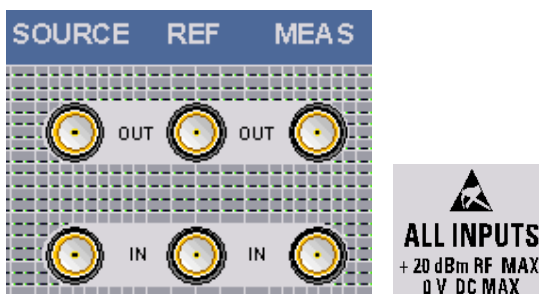 SOURCE REF MEAS
OUT OUT
IN IN
ALL INPUTS
+ 20 dBm RF MAX
0 V DC MAX